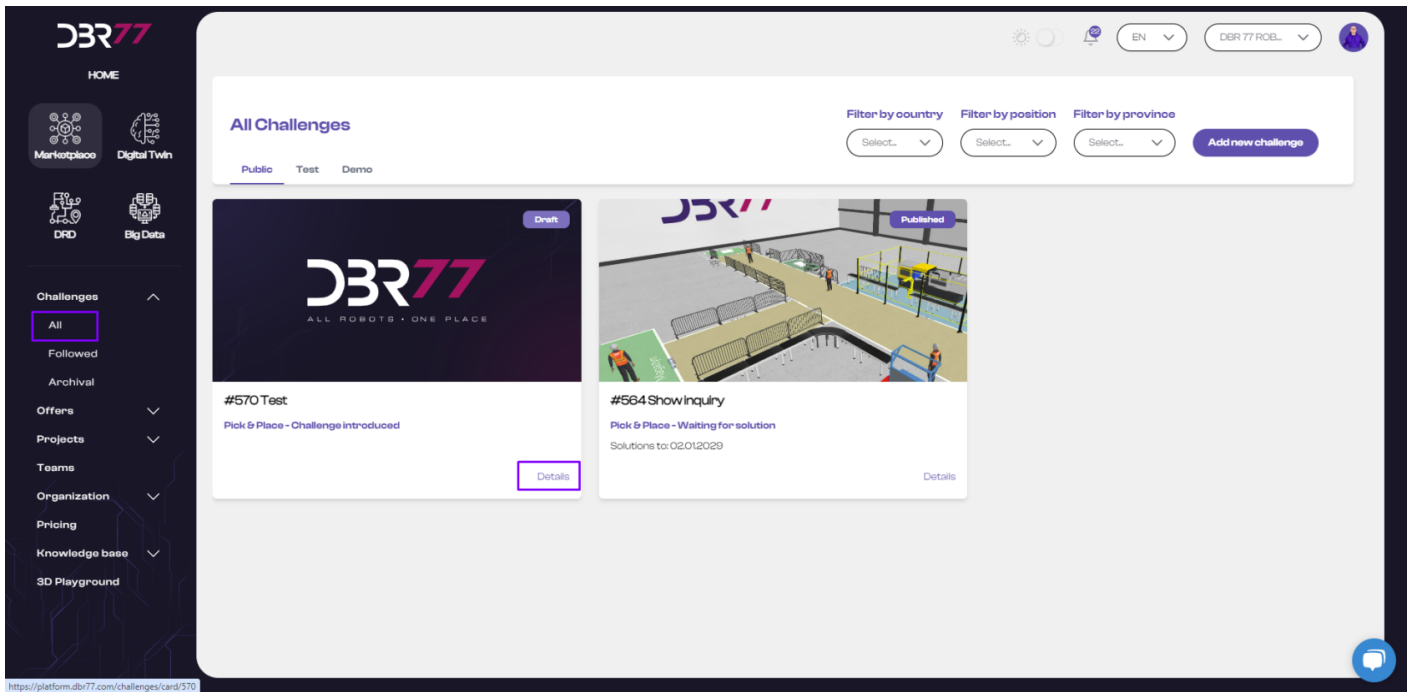 DBR77
HOME
Marketplace
Digital Twin
DRD
Big Data
Challenges
All
Followed
Archival
Offers
Projects
Teams
Organization
Pricing
Knowledge base
3D Playground
EN
DBR 77 ROB...
All Challenges
Filter by country
Filter by position
Filter by province
Select...
Select...
Select...
Add new challenge
Public
Test
Demo
Draft
DBR77
ALL ROBOTS • ONE PLACE
#570 Test
Pick & Place - Challenge introduced
Details
DBR77
Published
#564 Show inquiry
Pick & Place - Waiting for solution
Solutions to: 02.01.2029
Details
https://platform.dbr77.com/challenges/card/570